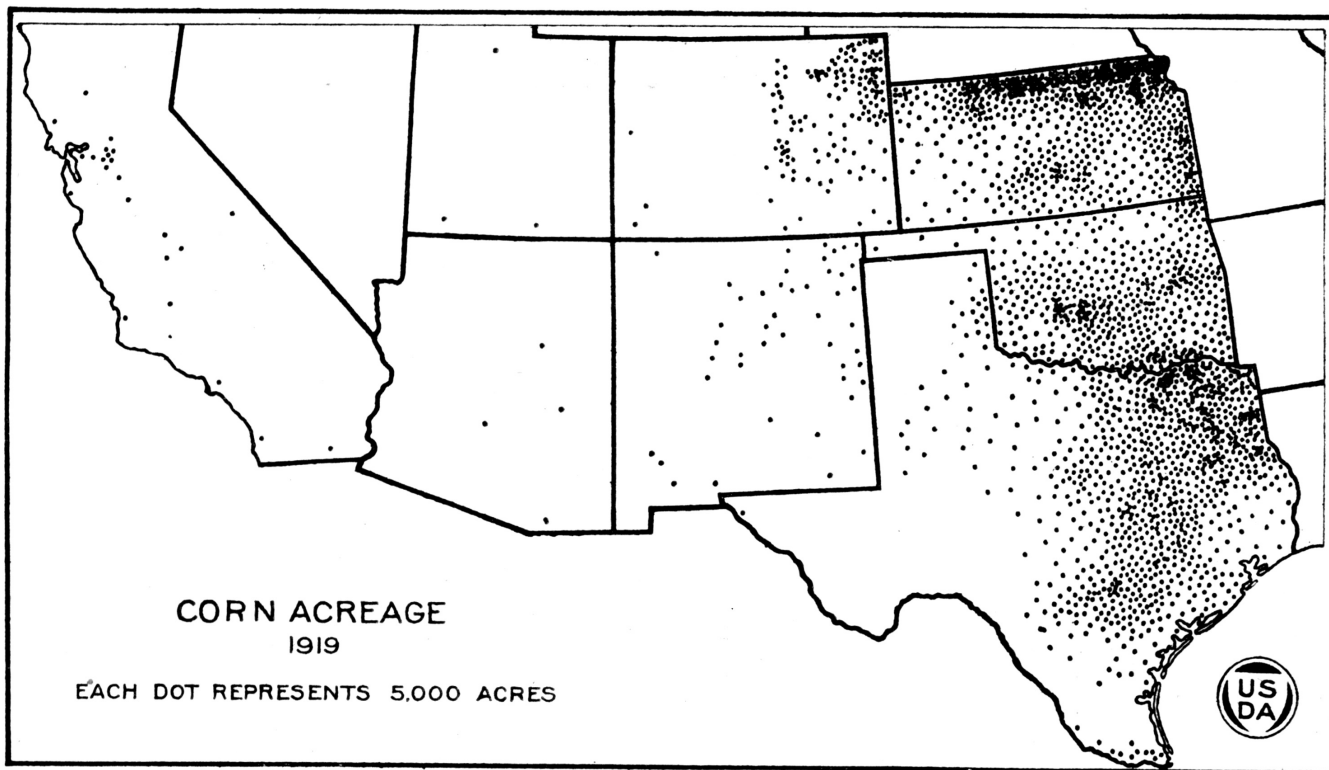 CORN ACREAGE
1919
EACH DOT REPRESENTS 5,000 ACRES
US
DA